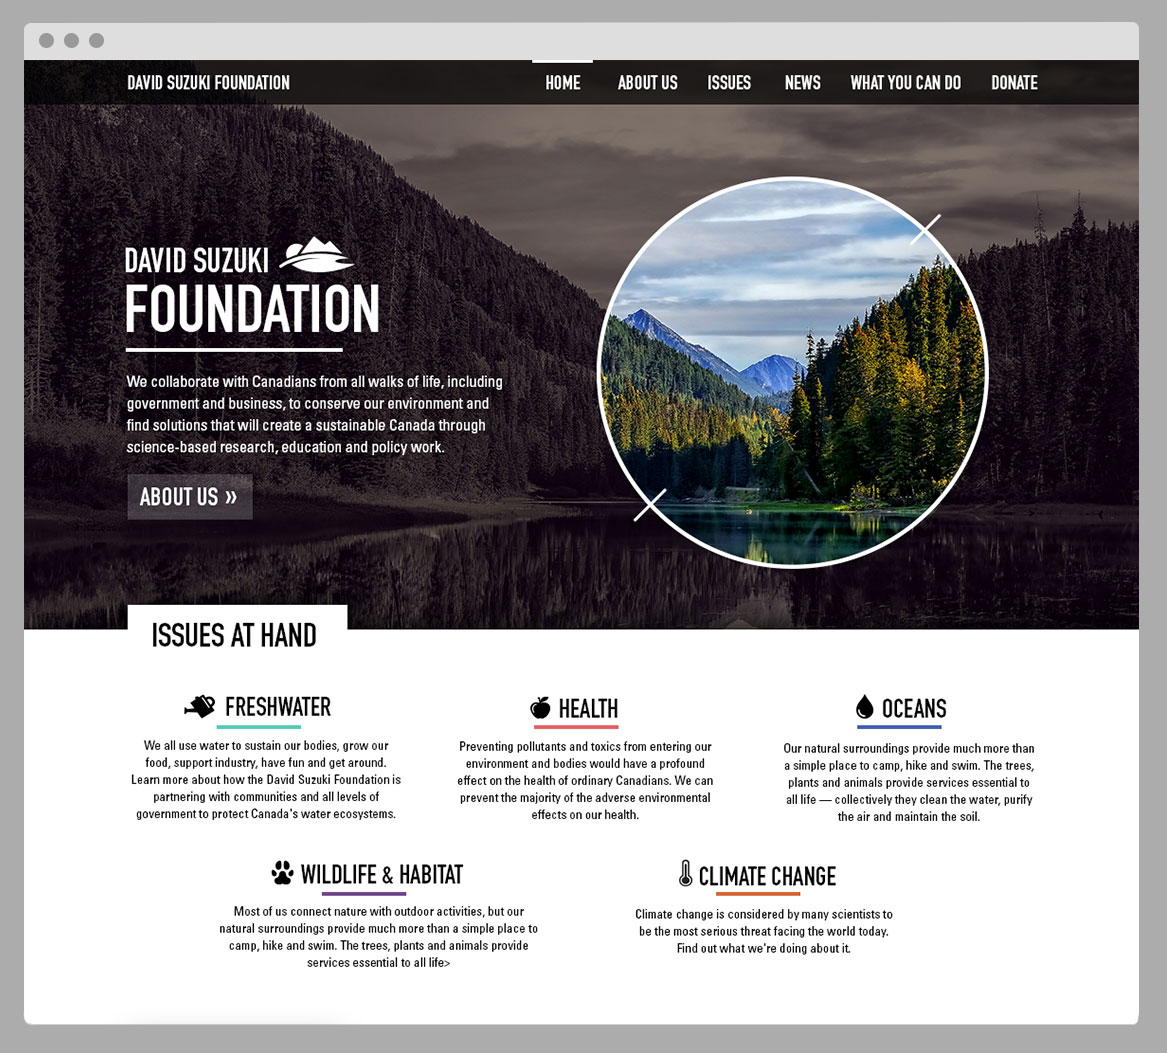 DAVID SUZUKI FOUNDATION
HOME
ABOUT US
ISSUES
NEWS
WHAT YOU CAN DO
DONATE
DAVID SUZUKI
FOUNDATION
We collaborate with Canadians from all walks of life, including
government and business, to conserve our environment and
find solutions that will create a sustainable Canada through
science-based research, education and policy work.
ABOUT US »
ISSUES AT HAND
FRESHWATER
We all use water to sustain our bodies, grow our
food, support industry, have fun and get around.
Learn more about how the David Suzuki Foundation is
partnering with communities and all levels of
government to protect Canada's water ecosystems.
HEALTH
Preventing pollutants and toxics from entering our
environment and bodies would have a profound
effect on the health of ordinary Canadians. We can
prevent the majority of the adverse environmental
effects on our health.
OCEANS
Our natural surroundings provide much more than
a simple place to camp, hike and swim. The trees,
plants and animals provide services essential to
all life — collectively they clean the water, purify
the air and maintain the soil.
WILDLIFE & HABITAT
Most of us connect nature with outdoor activities, but our
natural surroundings provide much more than a simple place to
camp, hike and swim. The trees, plants and animals provide
services essential to all life>
CLIMATE CHANGE
Climate change is considered by many scientists to
be the most serious threat facing the world today.
Find out what we're doing about it.